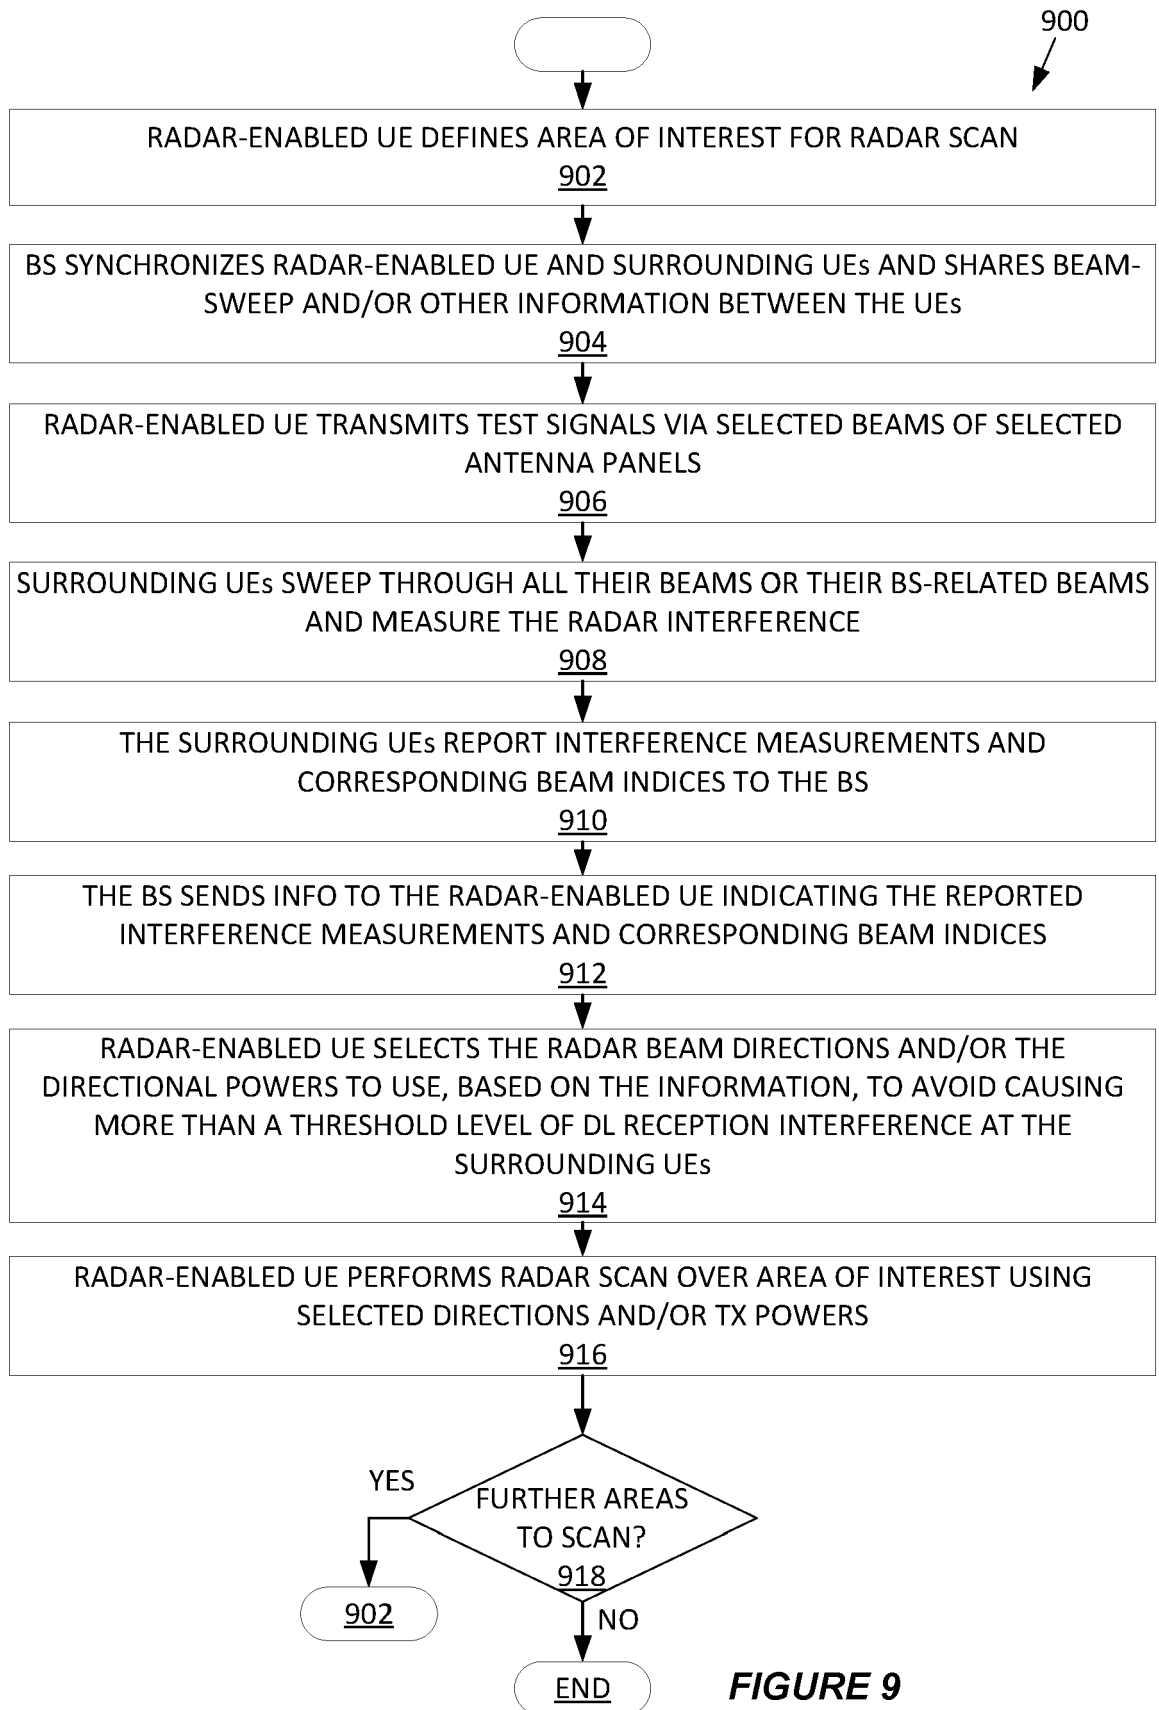 900
RADAR-ENABLED UE DEFINES AREA OF INTEREST FOR RADAR SCAN
902
BS SYNCHRONIZES RADAR-ENABLED UE AND SURROUNDING UEs AND SHARES BEAM-
SWEEP AND/OR OTHER INFORMATION BETWEEN THE UEs
904
RADAR-ENABLED UE TRANSMITS TEST SIGNALS VIA SELECTED BEAMS OF SELECTED
ANTENNA PANELS
906
SURROUNDING UEs SWEEP THROUGH ALL THEIR BEAMS OR THEIR BS-RELATED BEAMS
AND MEASURE THE RADAR INTERFERENCE
908
THE SURROUNDING UEs REPORT INTERFERENCE MEASUREMENTS AND
CORRESPONDING BEAM INDICES TO THE BS
910
THE BS SENDS INFO TO THE RADAR-ENABLED UE INDICATING THE REPORTED
INTERFERENCE MEASUREMENTS AND CORRESPONDING BEAM INDICES
912
RADAR-ENABLED UE SELECTS THE RADAR BEAM DIRECTIONS AND/OR THE
DIRECTIONAL POWERS TO USE, BASED ON THE INFORMATION, TO AVOID CAUSING
MORE THAN A THRESHOLD LEVEL OF DL RECEPTION INTERFERENCE AT THE
SURROUNDING UEs
914
RADAR-ENABLED UE PERFORMS RADAR SCAN OVER AREA OF INTEREST USING
SELECTED DIRECTIONS AND/OR TX POWERS
916
YES
FURTHER AREAS
TO SCAN?
918
902
NO
END
FIGURE 9